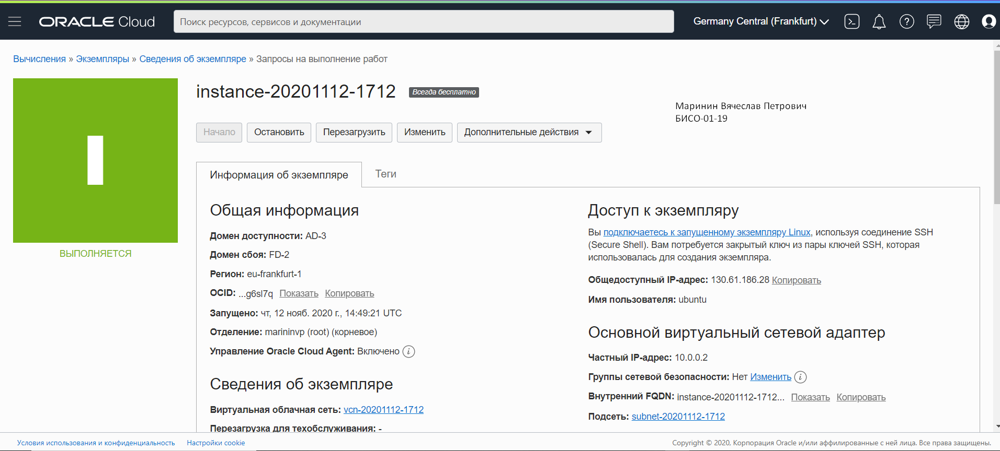 ORACLE Cloud
Поиск ресурсов, сервисов и документации
Germany Central (Frankfurt)
Вычисления » Экземпляры » Сведения об экземпляре » Запросы на выполнение работ
I
ВЫПОЛНЯЕТСЯ
instance-20201112-1712 Всегда бесплатно
Маринин Вячеслав Петрович
БИСО-01-19
Начало Остановить Перезагрузить Изменить Дополнительные действия
Информация об экземпляре Теги
Общая информация
Домен доступности: AD-3
Домен сбоя: FD-2
Регион: eu-frankfurt-1
OCID: ...g6sl7q Показать Копировать
Запущено: чт, 12 нояб. 2020 г., 14:49:21 UTC
Отделение: marininvp (root) (корневое)
Управление Oracle Cloud Agent: Включено i
Сведения об экземпляре
Виртуальная облачная сеть: vcn-20201112-1712
Перезагрузка для техобслуживания: -
Доступ к экземпляру
Вы подключаетесь к запущенному экземпляру Linux, используя соединение SSH
(Secure Shell). Вам потребуется закрытый ключ из пары ключей SSH, которая
использовалась для создания экземпляра.
Общедоступный IP-адрес: 130.61.186.28 Копировать
Имя пользователя: ubuntu
Основной виртуальный сетевой адаптер
Частный IP-адрес: 10.0.0.2
Группы сетевой безопасности: Нет Изменить i
Внутренний FQDN: instance-20201112-1712... Показать Копировать
Подсеть: subnet-20201112-1712
Условия использования и конфиденциальность Настройки cookie
Copyright © 2020, Корпорация Oracle и/или аффилированные с ней лица. Все права защищены.